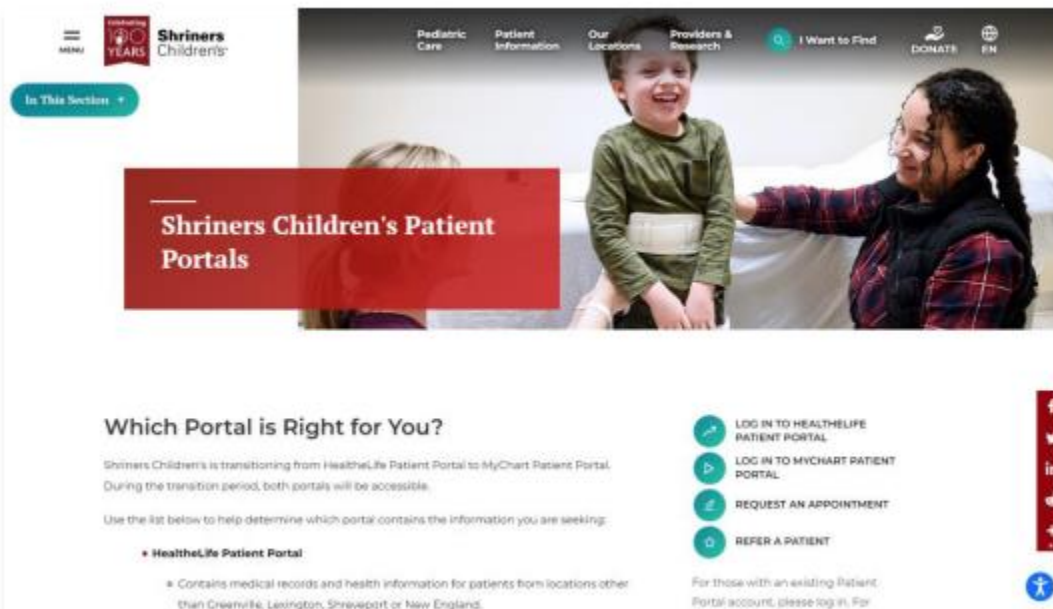 MENU
Celebrating
100
YEARS
Shriners
Children's
Pediatric
Care
Patient
Information
Our
Locations
Providers &
Research
I Want to Find
DONATE
EN
In This Section +
Shriners Children's Patient
Portals
Which Portal is Right for You?
Shriners Children's is transitioning from HealtheLife Patient Portal to MyChart Patient Portal.
During the transition period, both portals will be accessible.
Use the list below to help determine which portal contains the information you are seeking:
HealtheLife Patient Portal
Contains medical records and health information for patients from locations other
than Greenville, Lexington, Shreveport or New England.
LOG IN TO HEALTHELIFE
PATIENT PORTAL
LOG IN TO MYCHART PATIENT
PORTAL
REQUEST AN APPOINTMENT
REFER A PATIENT
For those with an existing Patient
Portal account, please log in. For